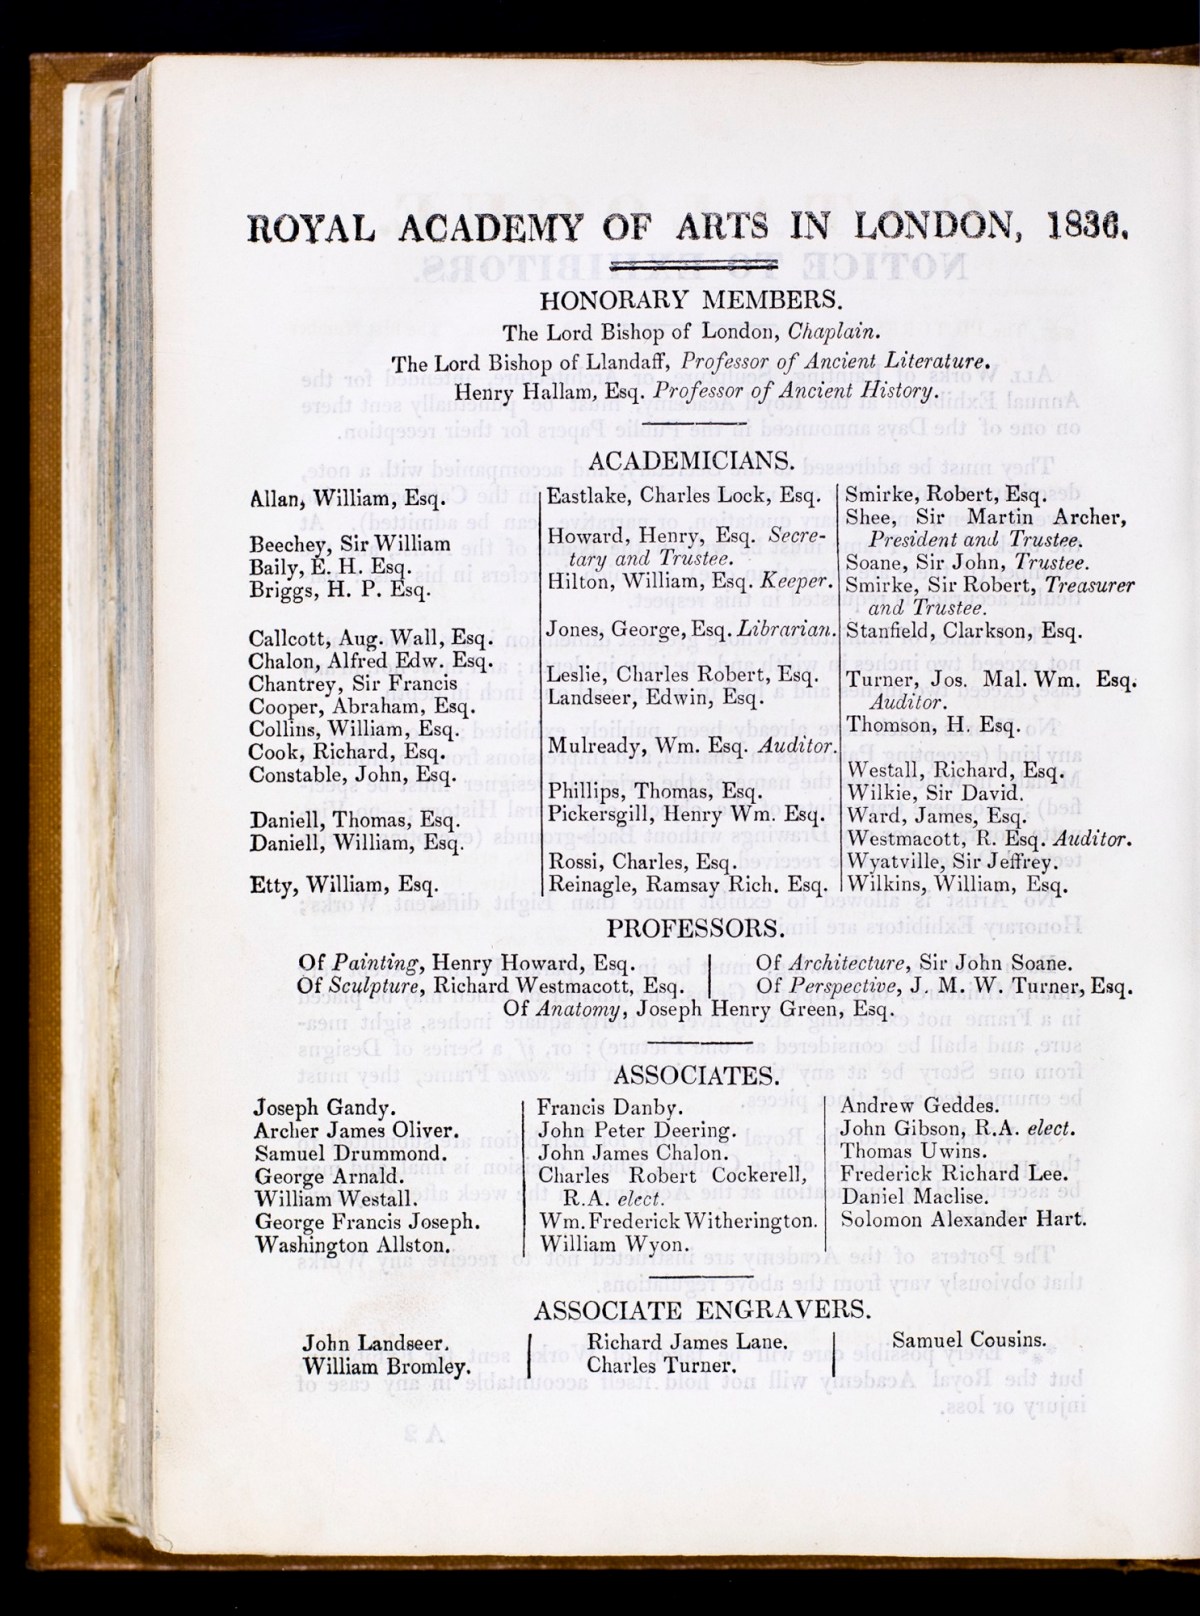 ROYAL ACADEMY OF ARTS IN LONDON, 1836.
HONORARY MEMBERS.
The Lord Bishop of London, Chaplain.
The Lord Bishop of Llandaff, Professor of Ancient Literature.
Henry Hallam, Esq. Professor of Ancient History.
ACADEMICIANS.
Allan, William, Esq.
Beechey, Sir William
Baily, E. H. Esq.
Briggs, H. P. Esq.
Callcott, Aug. Wall, Esq.
Chalon, Alfred Edw. Esq.
Chantrey, Sir Francis
Cooper, Abraham, Esq.
Collins, William, Esq.
Cook, Richard, Esq.
Constable, John, Esq.
Daniell, Thomas, Esq.
Daniell, William, Esq.
Etty, William, Esq.
Eastlake, Charles Lock, Esq.
Howard, Henry, Esq. Secre-
tary and Trustee.
Hilton, William, Esq. Keeper.
Jones, George, Esq. Librarian.
Leslie, Charles Robert, Esq.
Landseer, Edwin, Esq.
Mulready, Wm. Esq. Auditor.
Phillips, Thomas, Esq.
Pickersgill, Henry Wm. Esq.
Rossi, Charles, Esq.
Reinagle, Ramsay Rich. Esq.
Smirke, Robert, Esq.
Shee, Sir Martin Archer,
President and Trustee.
Soane, Sir John, Trustee.
Smirke, Sir Robert, Treasurer
and Trustee.
Stanfield, Clarkson, Esq.
Turner, Jos. Mal. Wm. Esq.
Auditor.
Thomson, H. Esq.
Westall, Richard, Esq.
Wilkie, Sir David.
Ward, James, Esq.
Westmacott, R. Esq. Auditor.
Wyatville, Sir Jeffrey.
Wilkins, William, Esq.
PROFESSORS.
Of Painting, Henry Howard, Esq.
Of Sculpture, Richard Westmacott, Esq.
Of Architecture, Sir John Soane.
Of Perspective, J. M. W. Turner, Esq.
Of Anatomy, Joseph Henry Green, Esq.
ASSOCIATES.
Joseph Gandy.
Archer James Oliver.
Samuel Drummond.
George Arnald.
William Westall.
George Francis Joseph.
Washington Allston.
Francis Danby.
John Peter Deering.
John James Chalon.
Charles Robert Cockerell,
R.A. elect.
Wm. Frederick Witherington.
William Wyon.
Andrew Geddes.
John Gibson, R.A. elect.
Thomas Uwins.
Frederick Richard Lee.
Daniel Maclise.
Solomon Alexander Hart.
ASSOCIATE ENGRAVERS.
John Landseer.
William Bromley.
Richard James Lane.
Charles Turner.
Samuel Cousins.